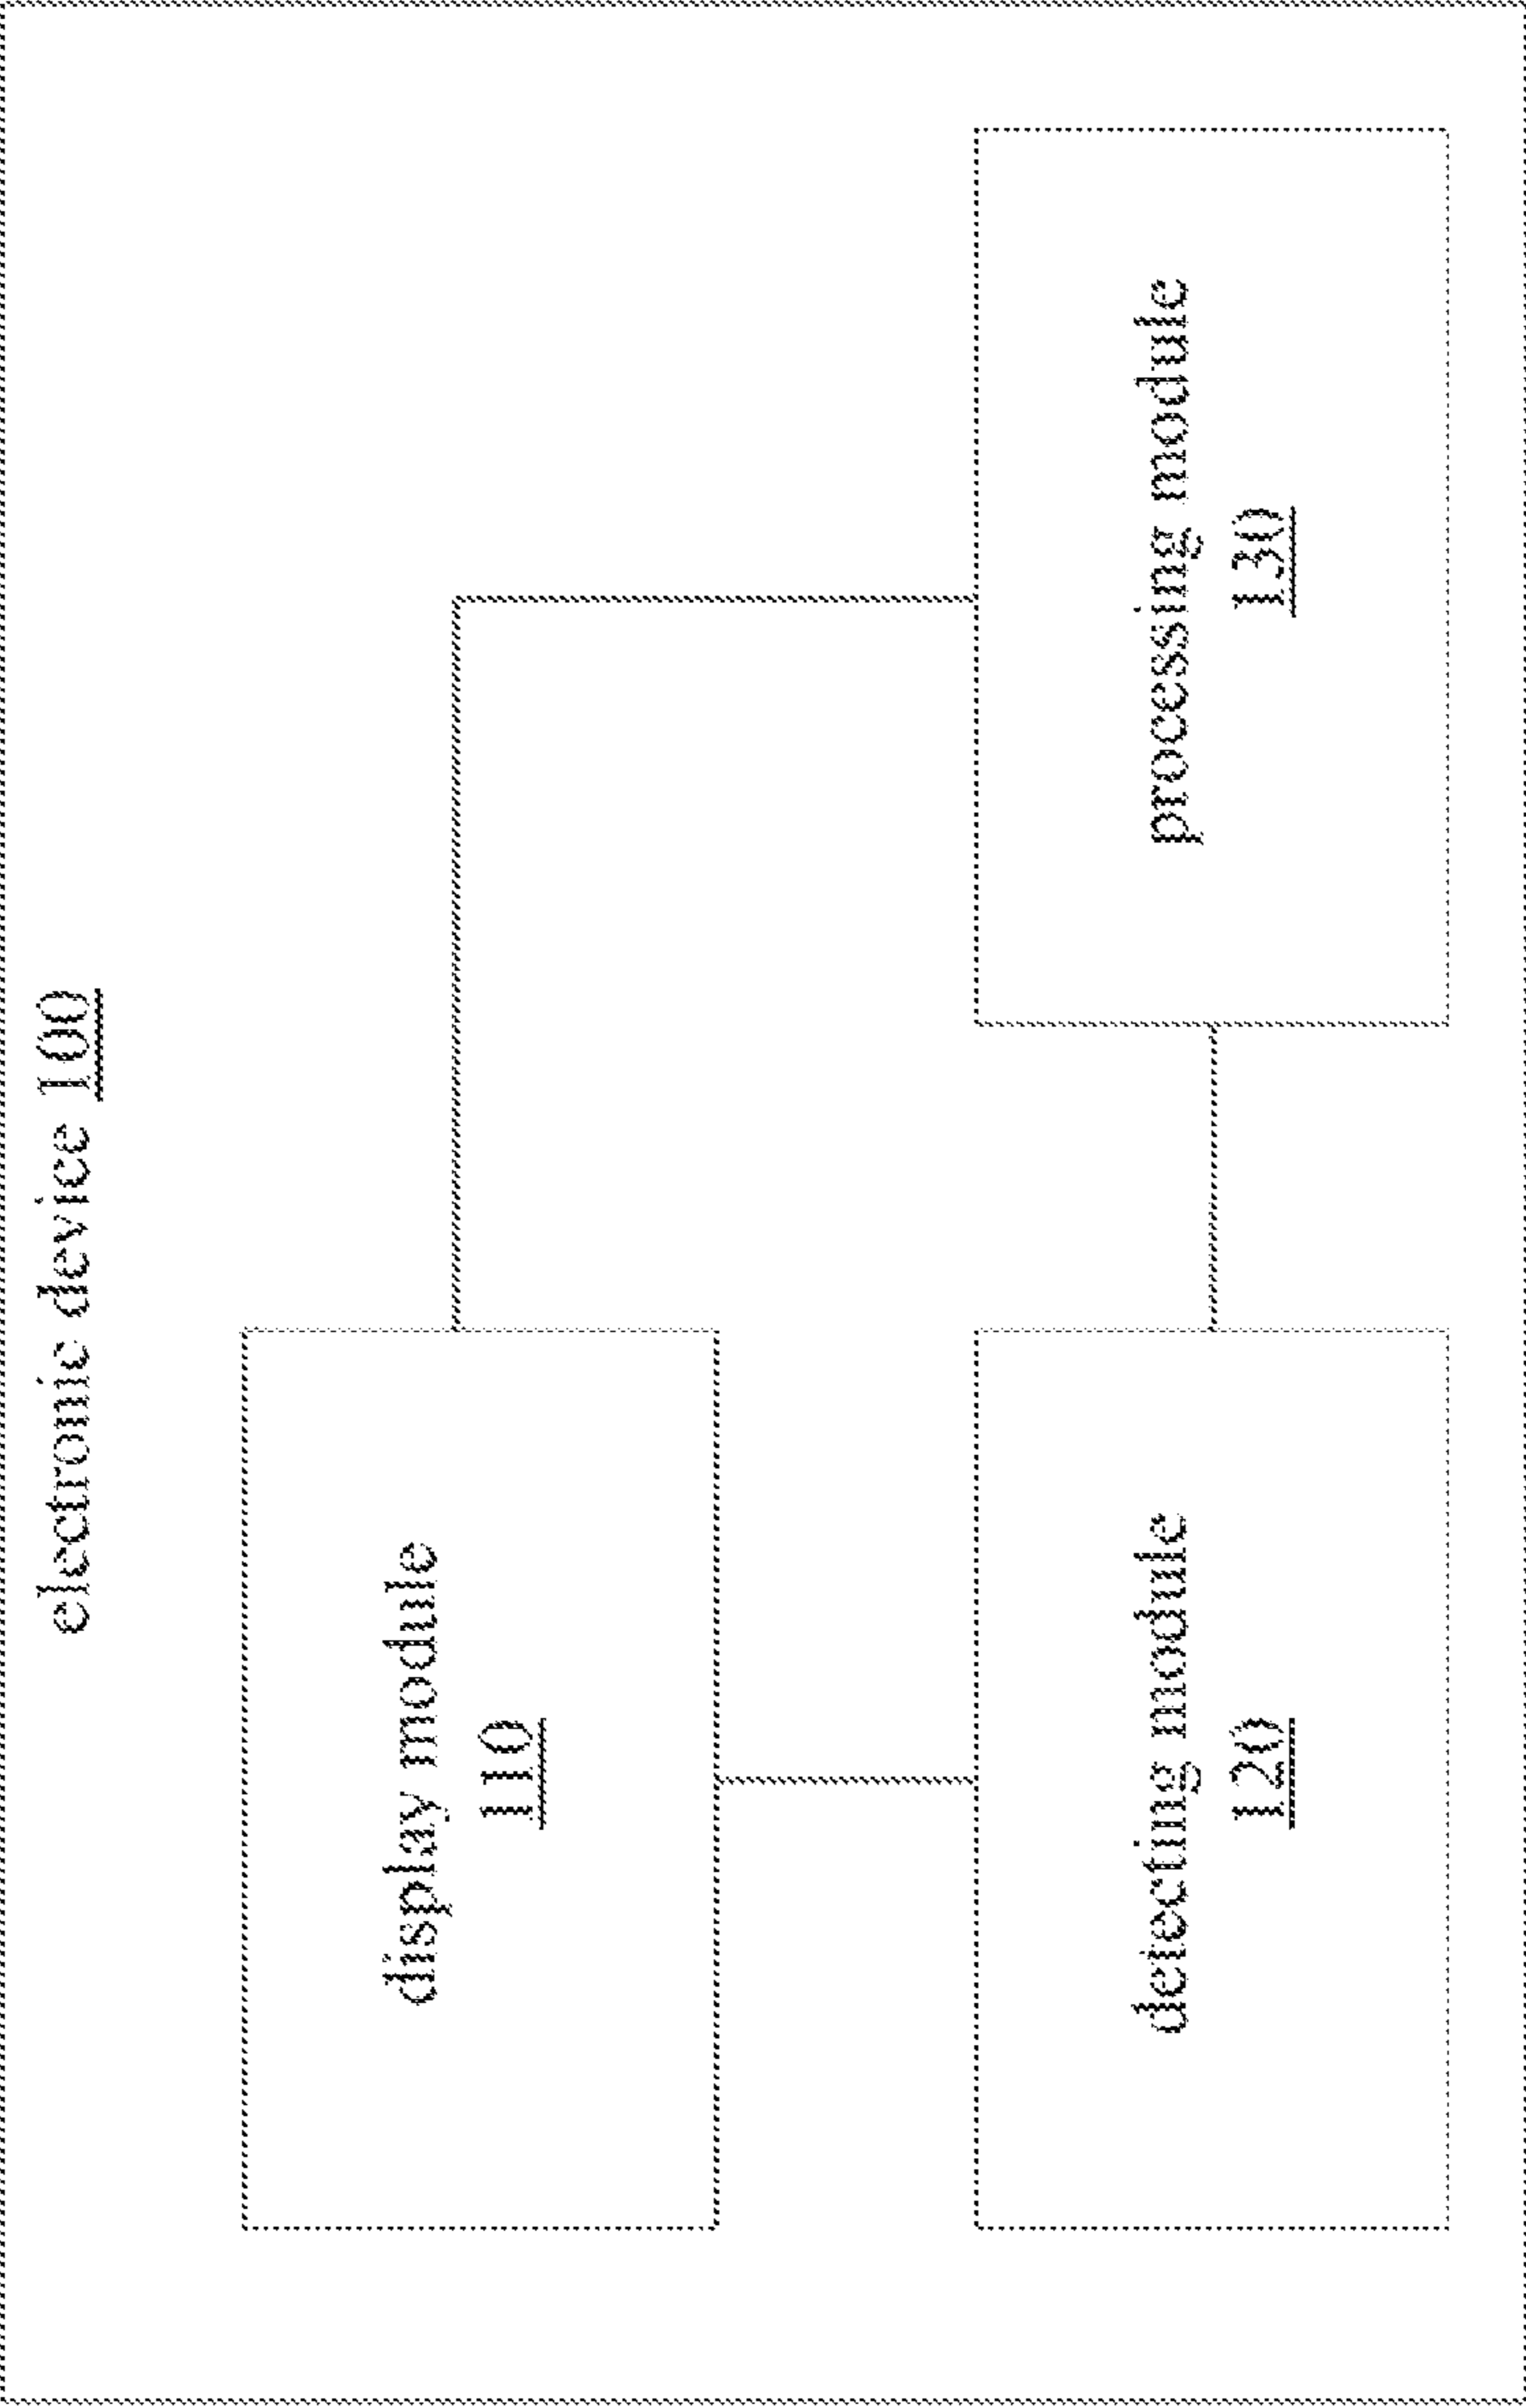 electronic device 100
display module
110
detecting module
120
processing module
130